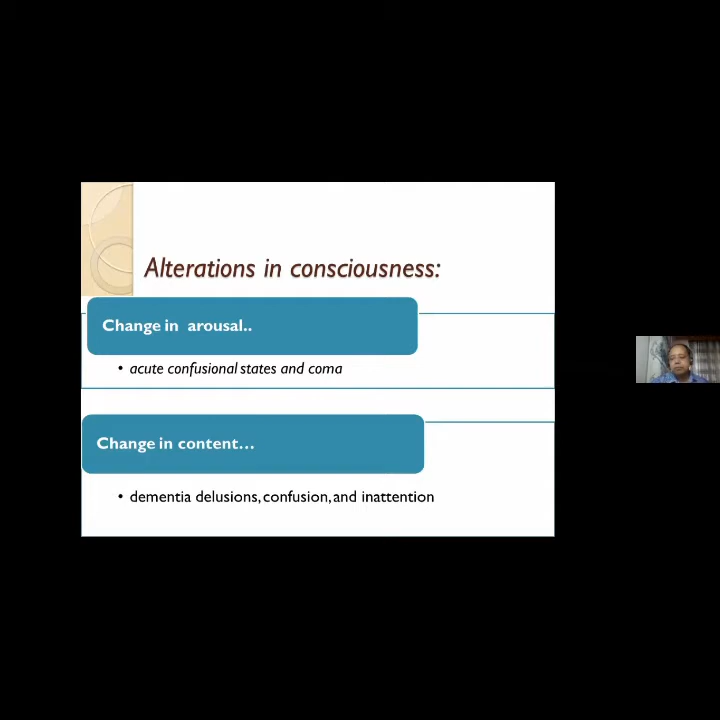 Alterations in consciousness:
Change in arousal..
• acute confusional states and coma
Change in content...
• dementia delusions, confusion, and inattention